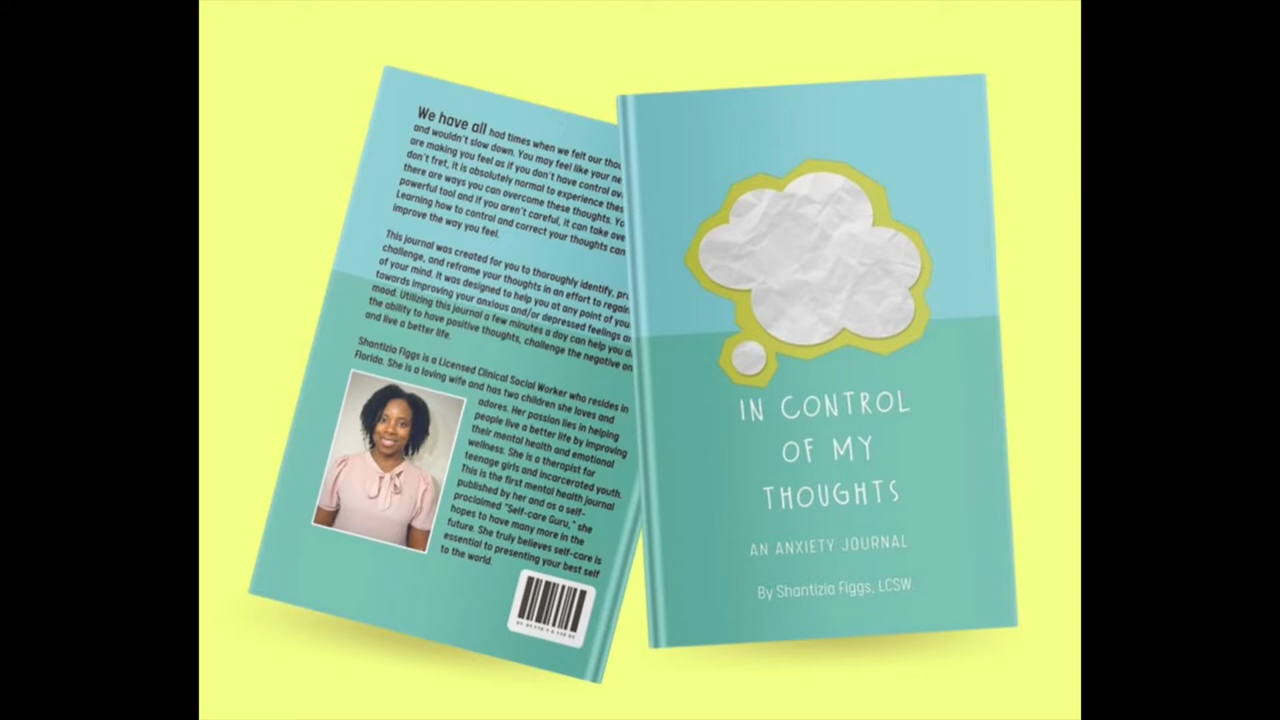 We have all had times when we felt our
and wouldn't slow down. You may feel like your
are making you feel as if you don't have control
don't fret, it is absolutely normal to experience
there are ways you can overcome these thoughts.
powerful tool and if you aren't careful, it can take
Learning how to control and correct your thoughts can
improve the way you feel.
This journal was created for you to thoroughly identify,
challenge, and reframe your thoughts in an effort to
of your mind. It was designed to help you at any point of
towards improving your anxious and/or depressed feelings
mood. Utilizing this journal a few minutes a day can help you
the ability to have positive thoughts, challenge the negative
and live a better life.
Shantizia Figgs is a Licensed Clinical Social Worker who resides in
Florida. She is a loving wife and has two children she loves and
adores. Her passion lies in helping
people live a better life by improving
their mental health and emotional
wellness. She is a therapist for
teenage girls and incarcerated youth.
This is the first mental health journal
published by her and as a self-
proclaimed "Self-care Guru," she
hopes to have many more in the
future. She truly believes self-care is
essential to presenting your best self
to the world.
IN CONTROL
OF MY
THOUGHTS
AN ANXIETY JOURNAL
By Shantizia Figgs, LCSW